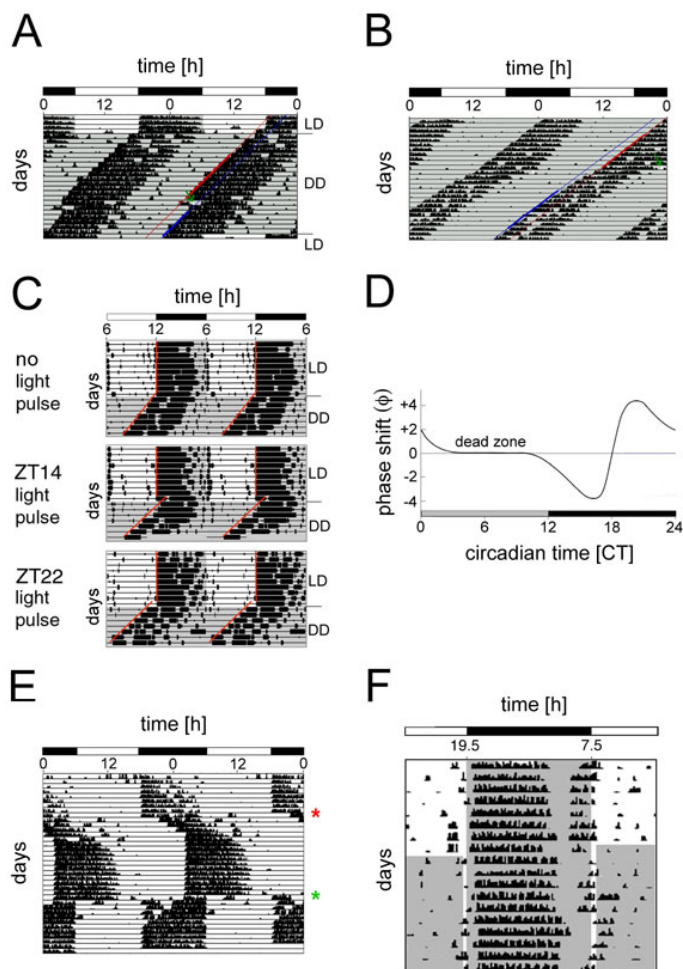 A
time [h]
0 12 0 12 0
days
LD
DD
LD
B
time [h]
0 12 0 12 0
days
C
time [h]
6 12 6 12 6
no
light
pulse
days
LD
DD
ZT14
light
pulse
days
LD
DD
ZT22
light
pulse
days
LD
DD
D
phase shift (ϕ)
+4
+2
0
-2
-4
dead zone
0 6 12 18 24
circadian time [CT]
E
time [h]
0 12 0 12 0
days
*
*
F
time [h]
19.5 7.5
days